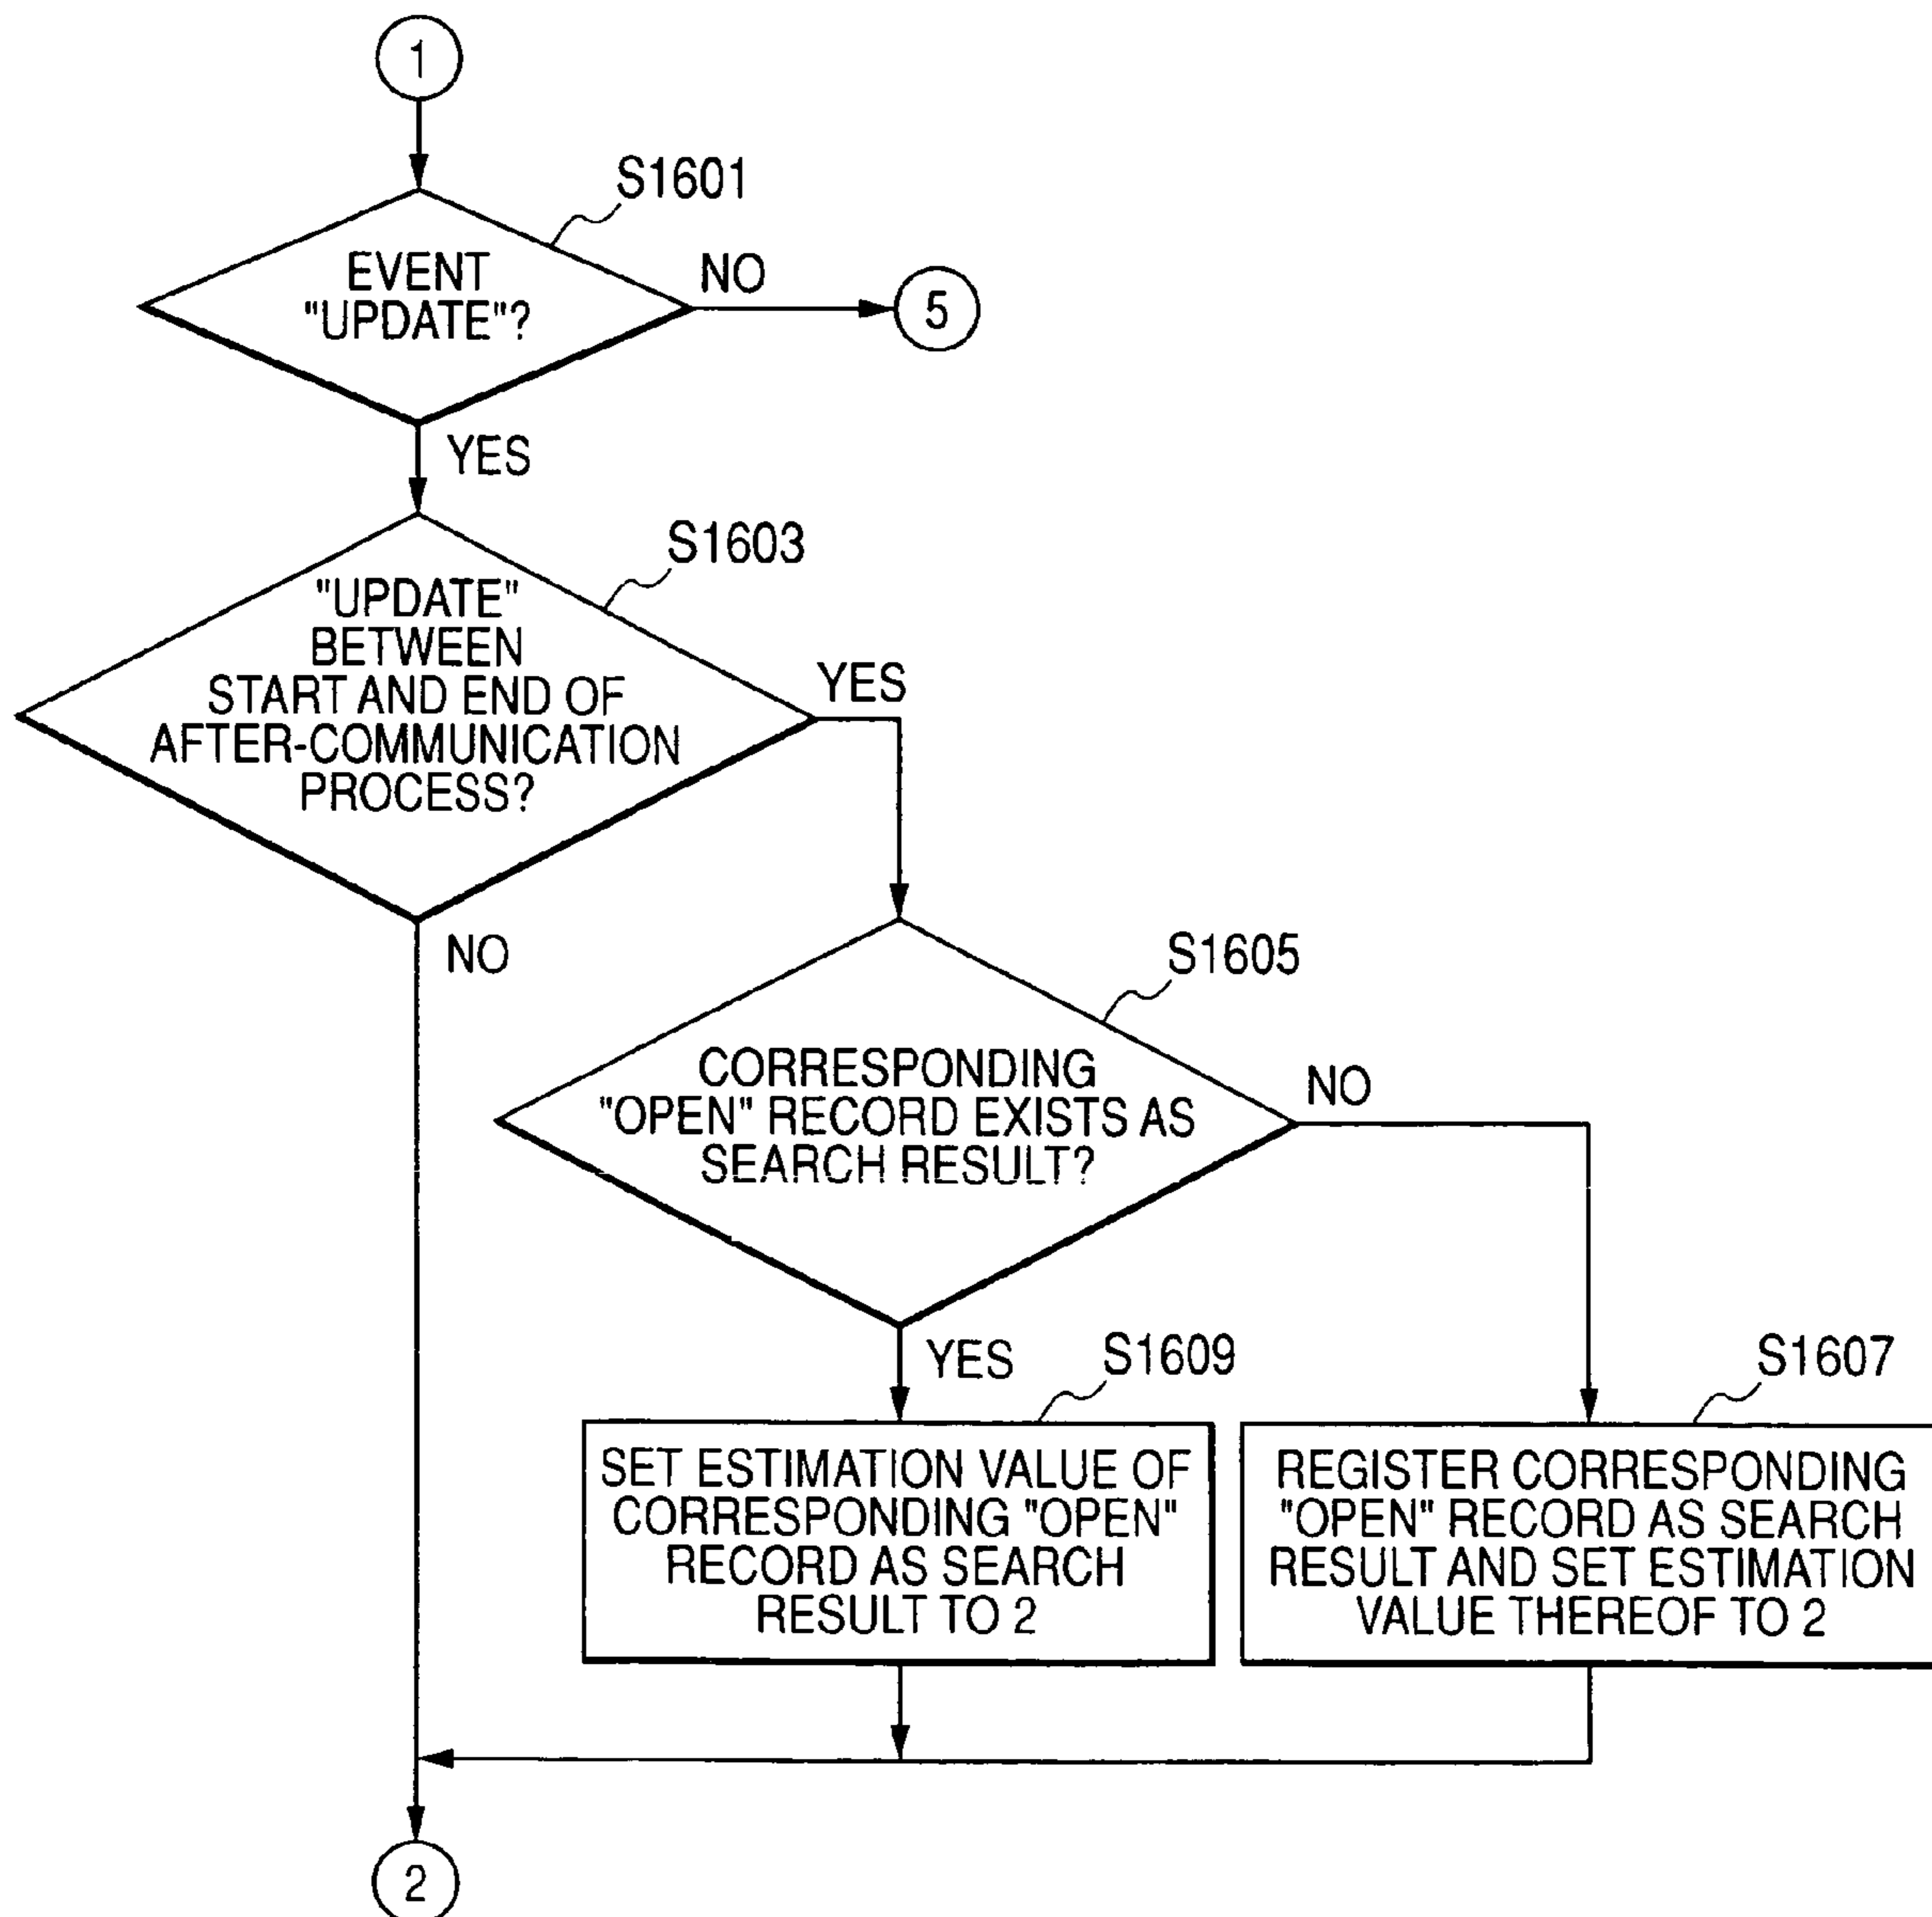 1
S1601
EVENT
"UPDATE"?
NO
5
YES
S1603
"UPDATE"
BETWEEN
START AND END OF
AFTER-COMMUNICATION
PROCESS?
YES
NO
S1605
CORRESPONDING
"OPEN" RECORD EXISTS AS
SEARCH RESULT?
NO
YES
S1609
SET ESTIMATION VALUE OF
CORRESPONDING "OPEN"
RECORD AS SEARCH
RESULT TO 2
S1607
REGISTER CORRESPONDING
"OPEN" RECORD AS SEARCH
RESULT AND SET ESTIMATION
VALUE THEREOF TO 2
2